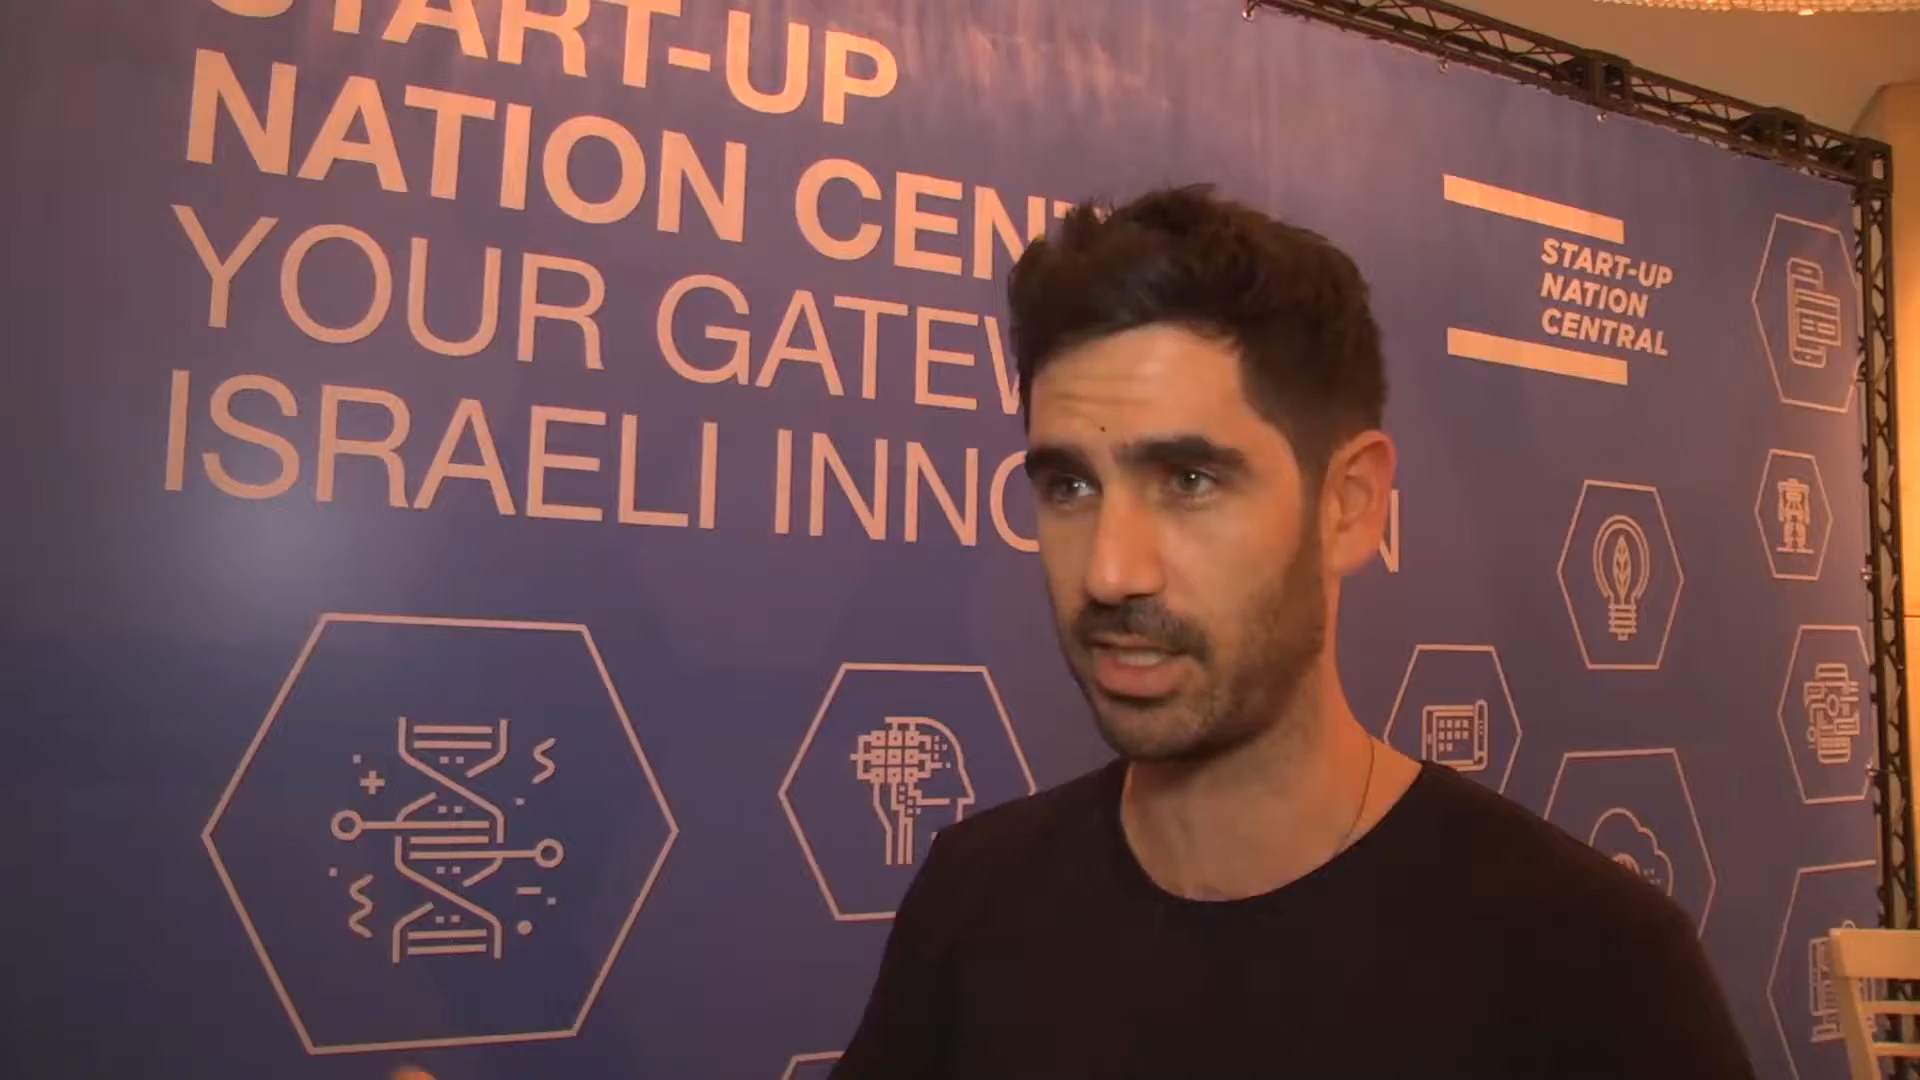 START-UP
NATION CENT
YOUR GATEW
ISRAELI INNO N
START-UP
NATION
CENTRAL